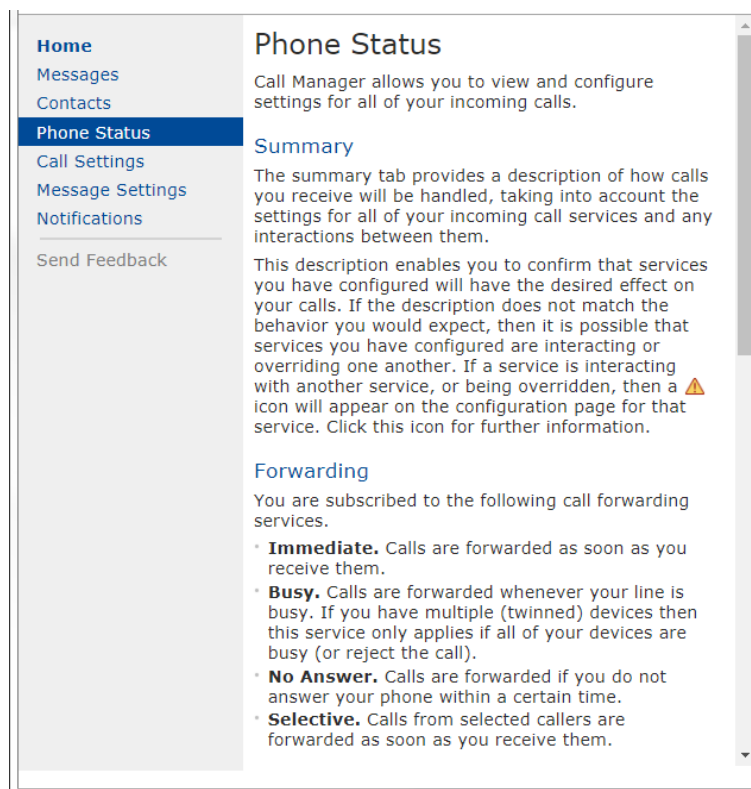 Home
Messages
Contacts
Phone Status
Call Settings
Message Settings
Notifications
Send Feedback
Phone Status
Call Manager allows you to view and configure
settings for all of your incoming calls.
Summary
The summary tab provides a description of how calls
you receive will be handled, taking into account the
settings for all of your incoming call services and any
interactions between them.
This description enables you to confirm that services
you have configured will have the desired effect on
your calls. If the description does not match the
behavior you would expect, then it is possible that
services you have configured are interacting or
overriding one another. If a service is interacting
with another service, or being overridden, then a
icon will appear on the configuration page for that
service. Click this icon for further information.
Forwarding
You are subscribed to the following call forwarding
services.
Immediate. Calls are forwarded as soon as you
receive them.
Busy. Calls are forwarded whenever your line is
busy. If you have multiple (twinned) devices then
this service only applies if all of your devices are
busy (or reject the call).
No Answer. Calls are forwarded if you do not
answer your phone within a certain time.
Selective. Calls from selected callers are
forwarded as soon as you receive them.